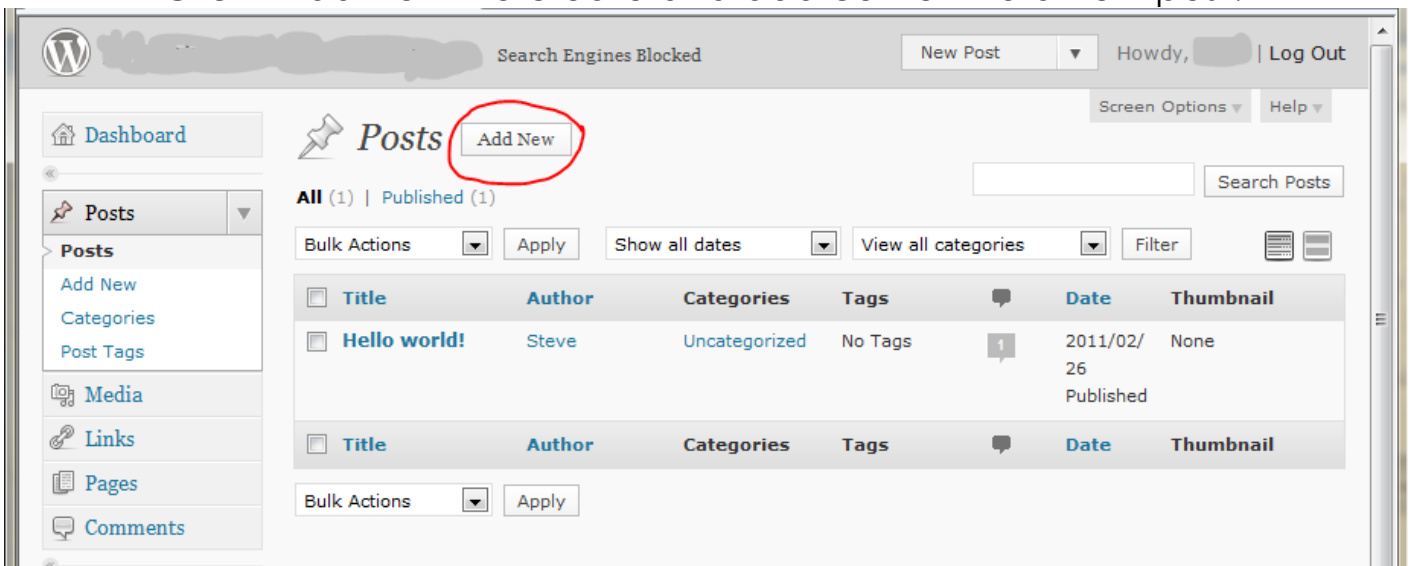 Search Engines Blocked New Post Howdy, | Log Out
Screen Options Help
Dashboard
Posts Add New
Search Posts
All (1) | Published (1)
Posts
Bulk Actions Apply Show all dates View all categories Filter
Posts
Add New
Categories
Post Tags
Title Author Categories Tags Date Thumbnail
Hello world! Steve Uncategorized No Tags 1 2011/02/ None
26
Published
Media
Links
Title Author Categories Tags Date Thumbnail
Pages
Bulk Actions Apply
Comments